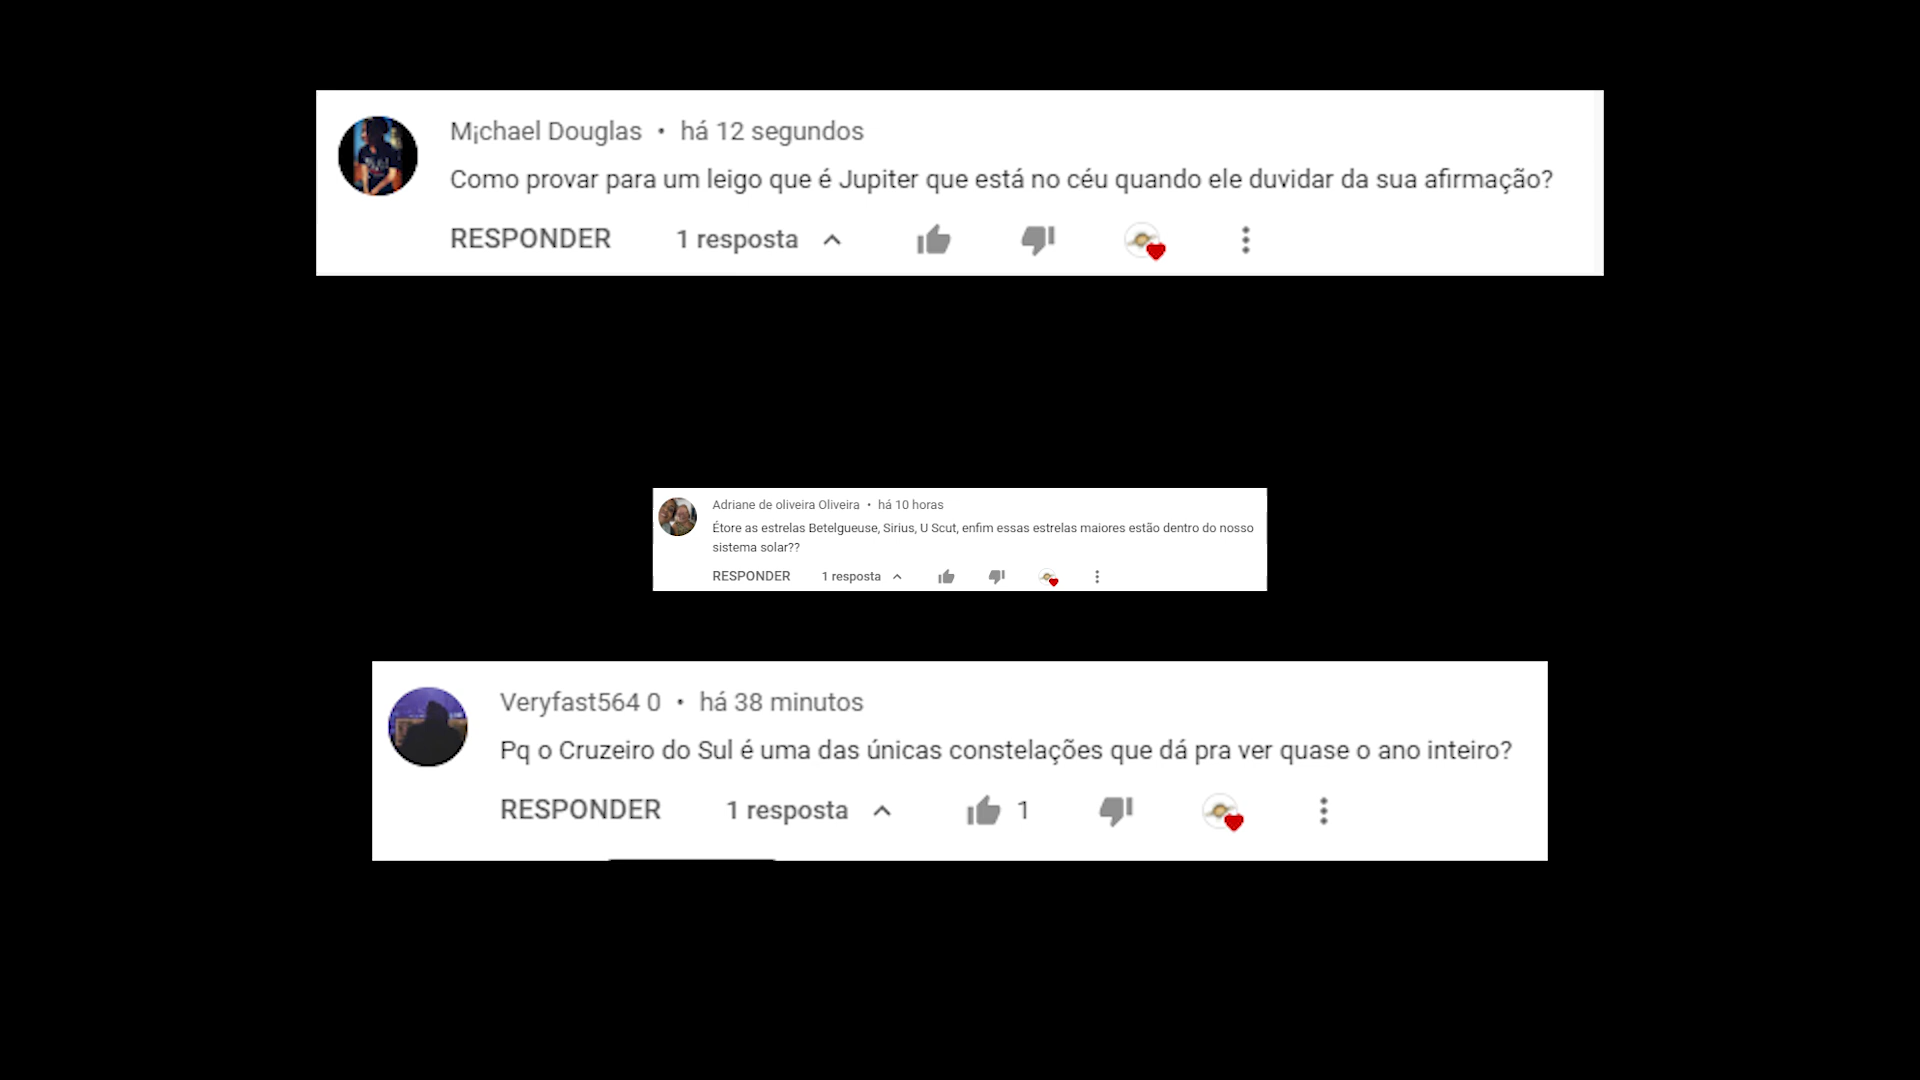 M¡chael Douglas • há 12 segundos
Como provar para um leigo que é Jupiter que está no céu quando ele duvidar da sua afirmação?
RESPONDER 1 resposta
Adriane de oliveira Oliveira • há 10 horas
Étore as estrelas Betelgueuse, Sirius, U Scut, enfim essas estrelas maiores estão dentro do nosso
sistema solar??
RESPONDER 1 resposta
Veryfast564 0 • há 38 minutos
Pq o Cruzeiro do Sul é uma das únicas constelações que dá pra ver quase o ano inteiro?
RESPONDER 1 resposta 1